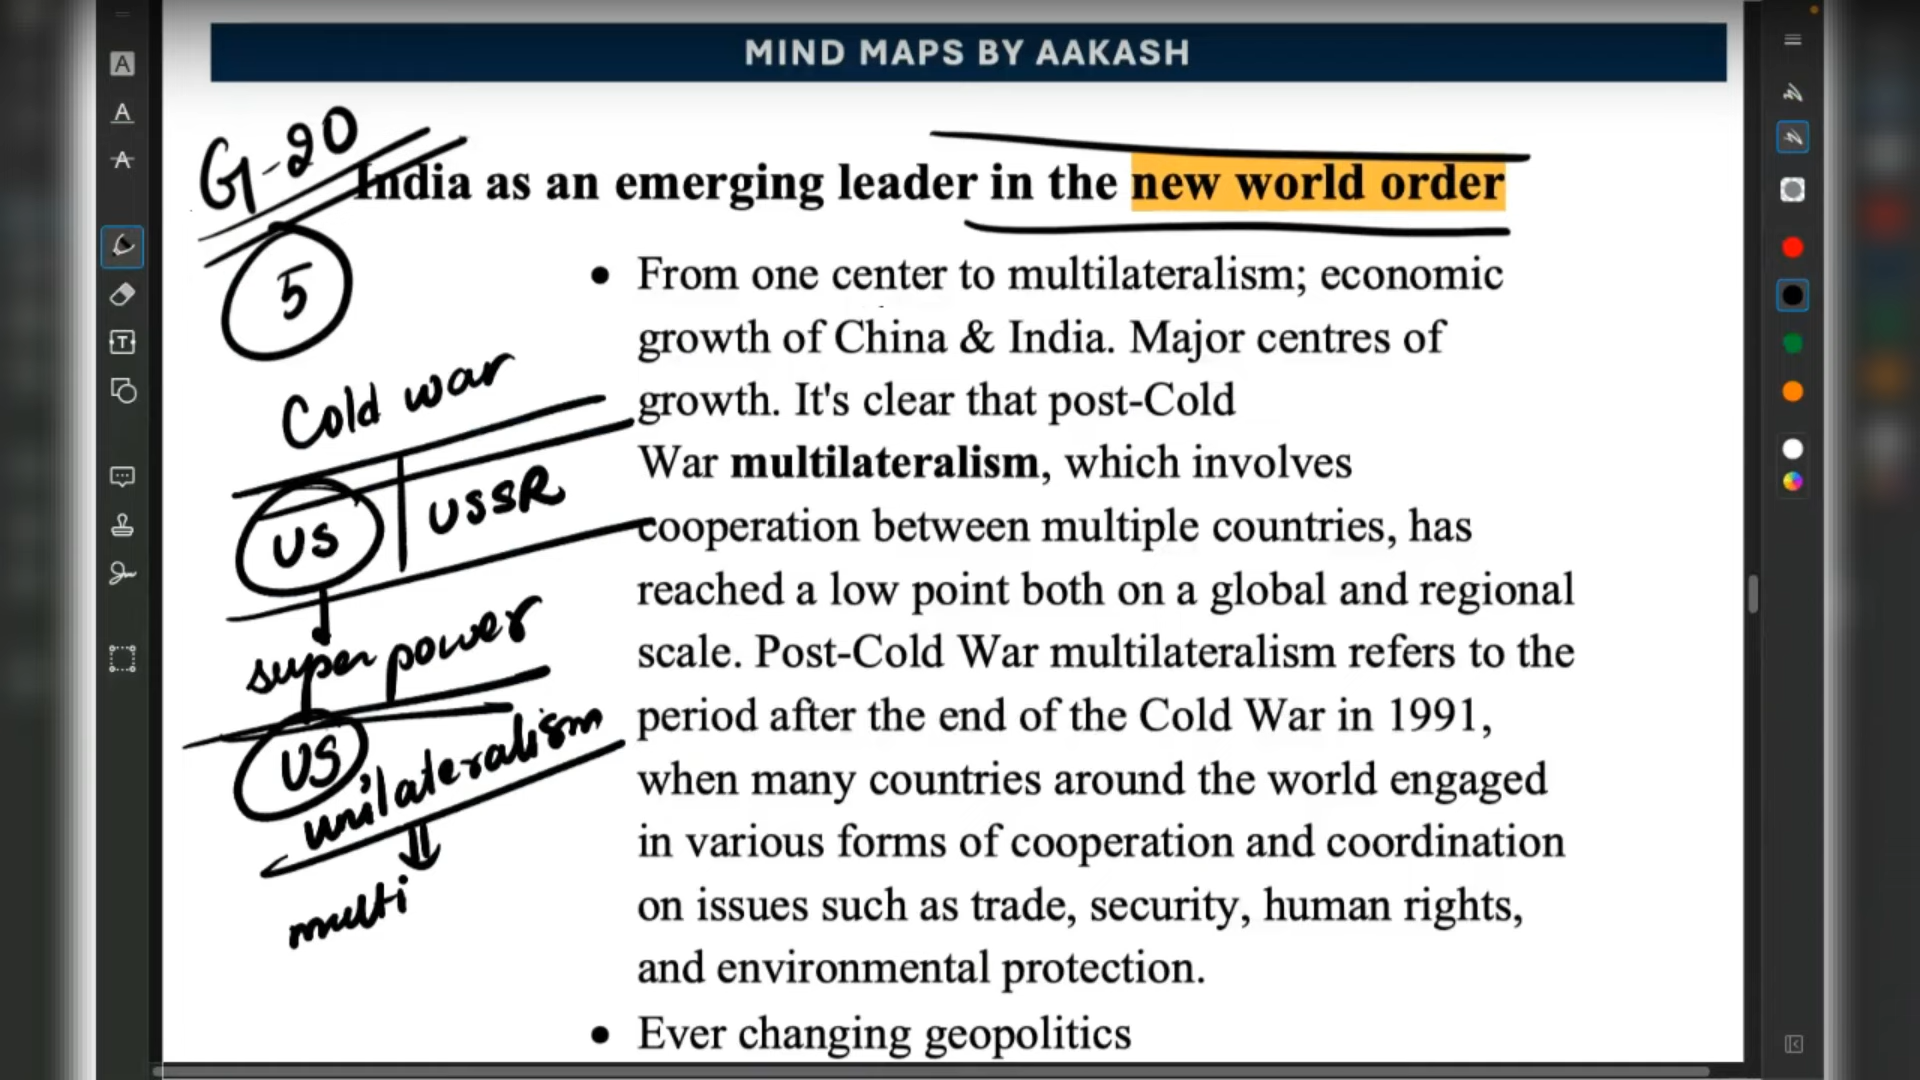 MIND MAPS BY AAKASH
G-20
India as an emerging leader in the new world order
5
• From one center to multilateralism; economic
growth of China & India. Major centres of
growth. It's clear that post-Cold
War multilateralism, which involves
cooperation between multiple countries, has
reached a low point both on a global and regional
scale. Post-Cold War multilateralism refers to the
period after the end of the Cold War in 1991,
when many countries around the world engaged
in various forms of cooperation and coordination
on issues such as trade, security, human rights,
and environmental protection.
• Ever changing geopolitics
Cold war
US | USSR
super power
US
unilateralism
multi